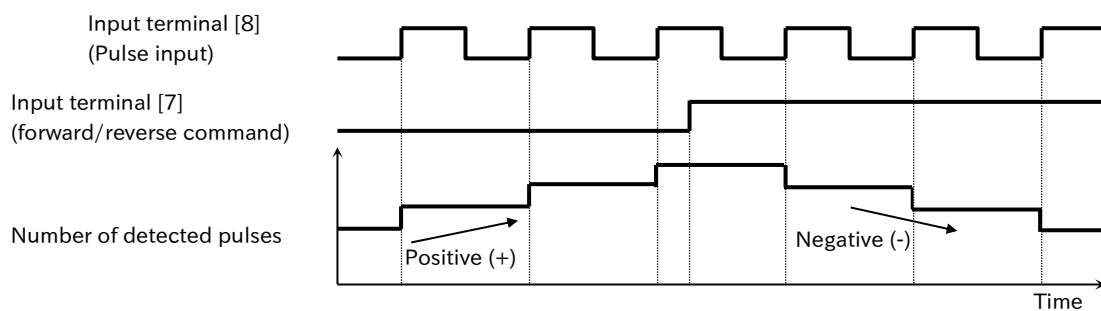 Input terminal [8]
(Pulse input)
Input terminal [7]
(forward/reverse command)
Number of detected pulses
Positive (+)
Negative (-)
Time